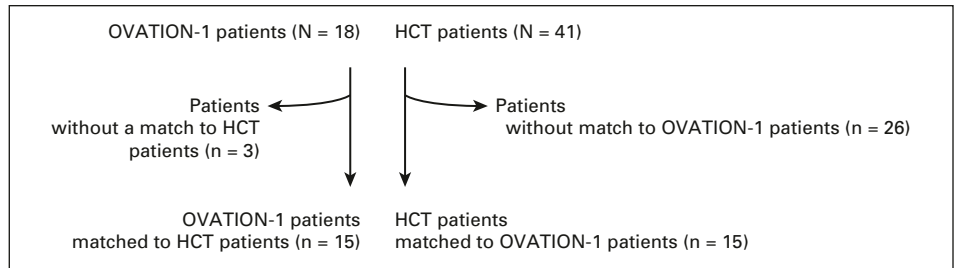 OVATION-1 patients (N = 18)
HCT patients (N = 41)
Patients
without a match to HCT
patients (n = 3)
Patients
without match to OVATION-1 patients (n = 26)
OVATION-1 patients
matched to HCT patients (n = 15)
HCT patients
matched to OVATION-1 patients (n = 15)